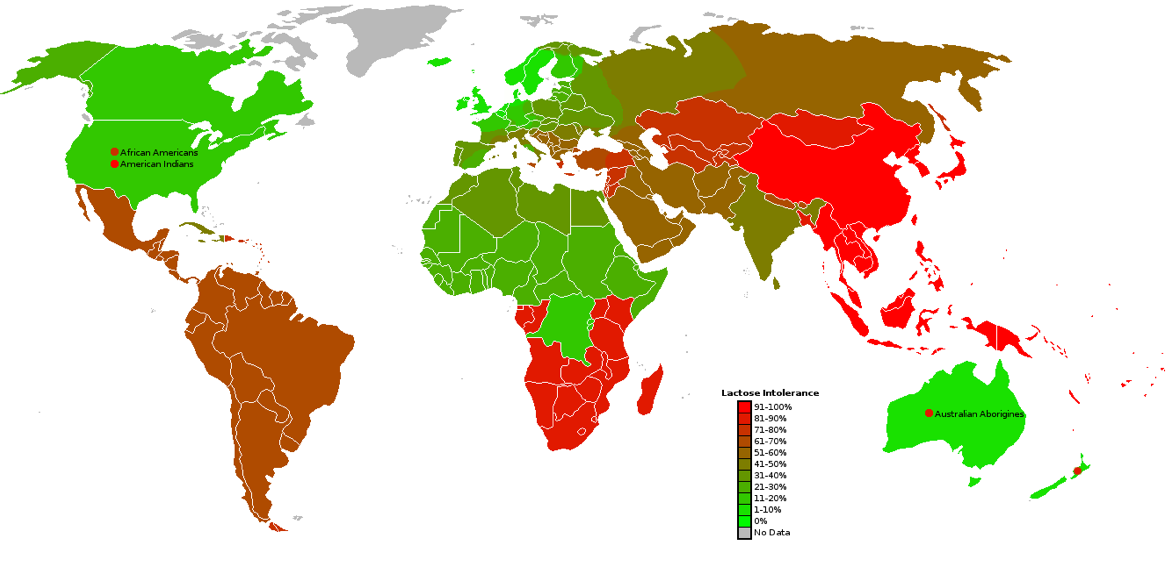 African Americans
American Indians
Lactose Intolerance
91-100%
81-90%
71-80%
61-70%
51-60%
41-50%
31-40%
21-30%
11-20%
1-10%
0%
No Data
Australian Aborigines